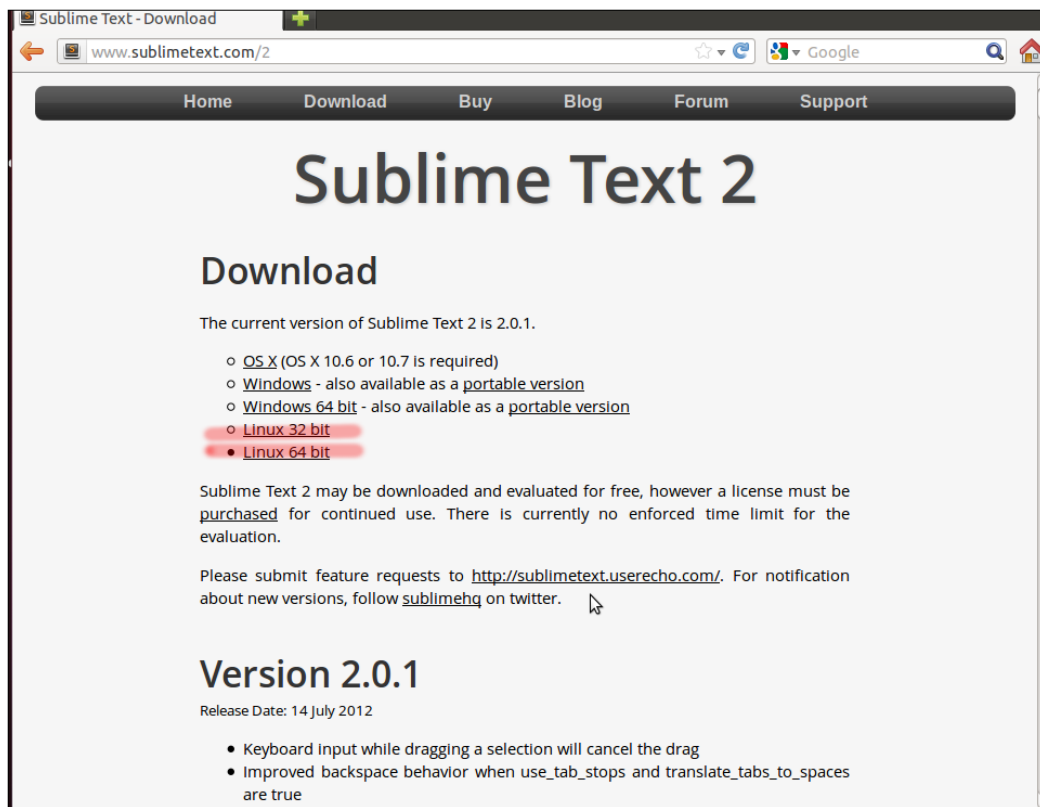 Sublime Text - Download
www.sublimetext.com/2
Google
Home Download Buy Blog Forum Support
Sublime Text 2
Download
The current version of Sublime Text 2 is 2.0.1.
OS X (OS X 10.6 or 10.7 is required)
Windows - also available as a portable version
Windows 64 bit - also available as a portable version
Linux 32 bit
Linux 64 bit
Sublime Text 2 may be downloaded and evaluated for free, however a license must be
purchased for continued use. There is currently no enforced time limit for the
evaluation.
Please submit feature requests to http://sublimetext.userecho.com/. For notification
about new versions, follow sublimehq on twitter.
Version 2.0.1
Release Date: 14 July 2012
Keyboard input while dragging a selection will cancel the drag
Improved backspace behavior when use_tab_stops and translate_tabs_to_spaces
are true